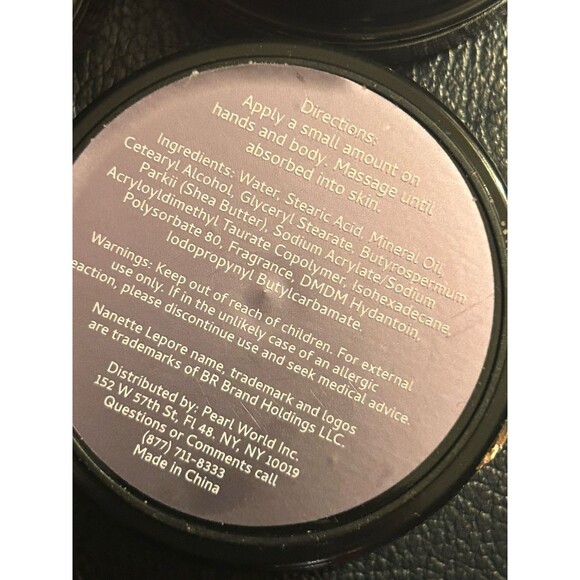 Directions:
Apply a small amount on
hands and body. Massage until
absorbed into skin.
Ingredients: Water, Stearic Acid, Mineral Oil,
Cetearyl Alcohol, Glyceryl Stearate, Butyrospermum
Parkii (Shea Butter), Sodium Acrylate/Sodium
Acryloyldimethyl Taurate Copolymer, Isohexadecane,
Polysorbate 80, Fragrance, DMDM Hydantoin,
Iodopropynyl Butylcarbamate.
Warnings: Keep out of reach of children. For external
use only. If in the unlikely case of an allergic
reaction, please discontinue use and seek medical advice.
Nanette Lepore name, trademark and logos
are trademarks of BR Brand Holdings LLC.
Distributed by: Pearl World Inc.
152 W 57th St, Fl 48. NY, NY 10019
Questions or Comments call
(877) 711-8333
Made in China